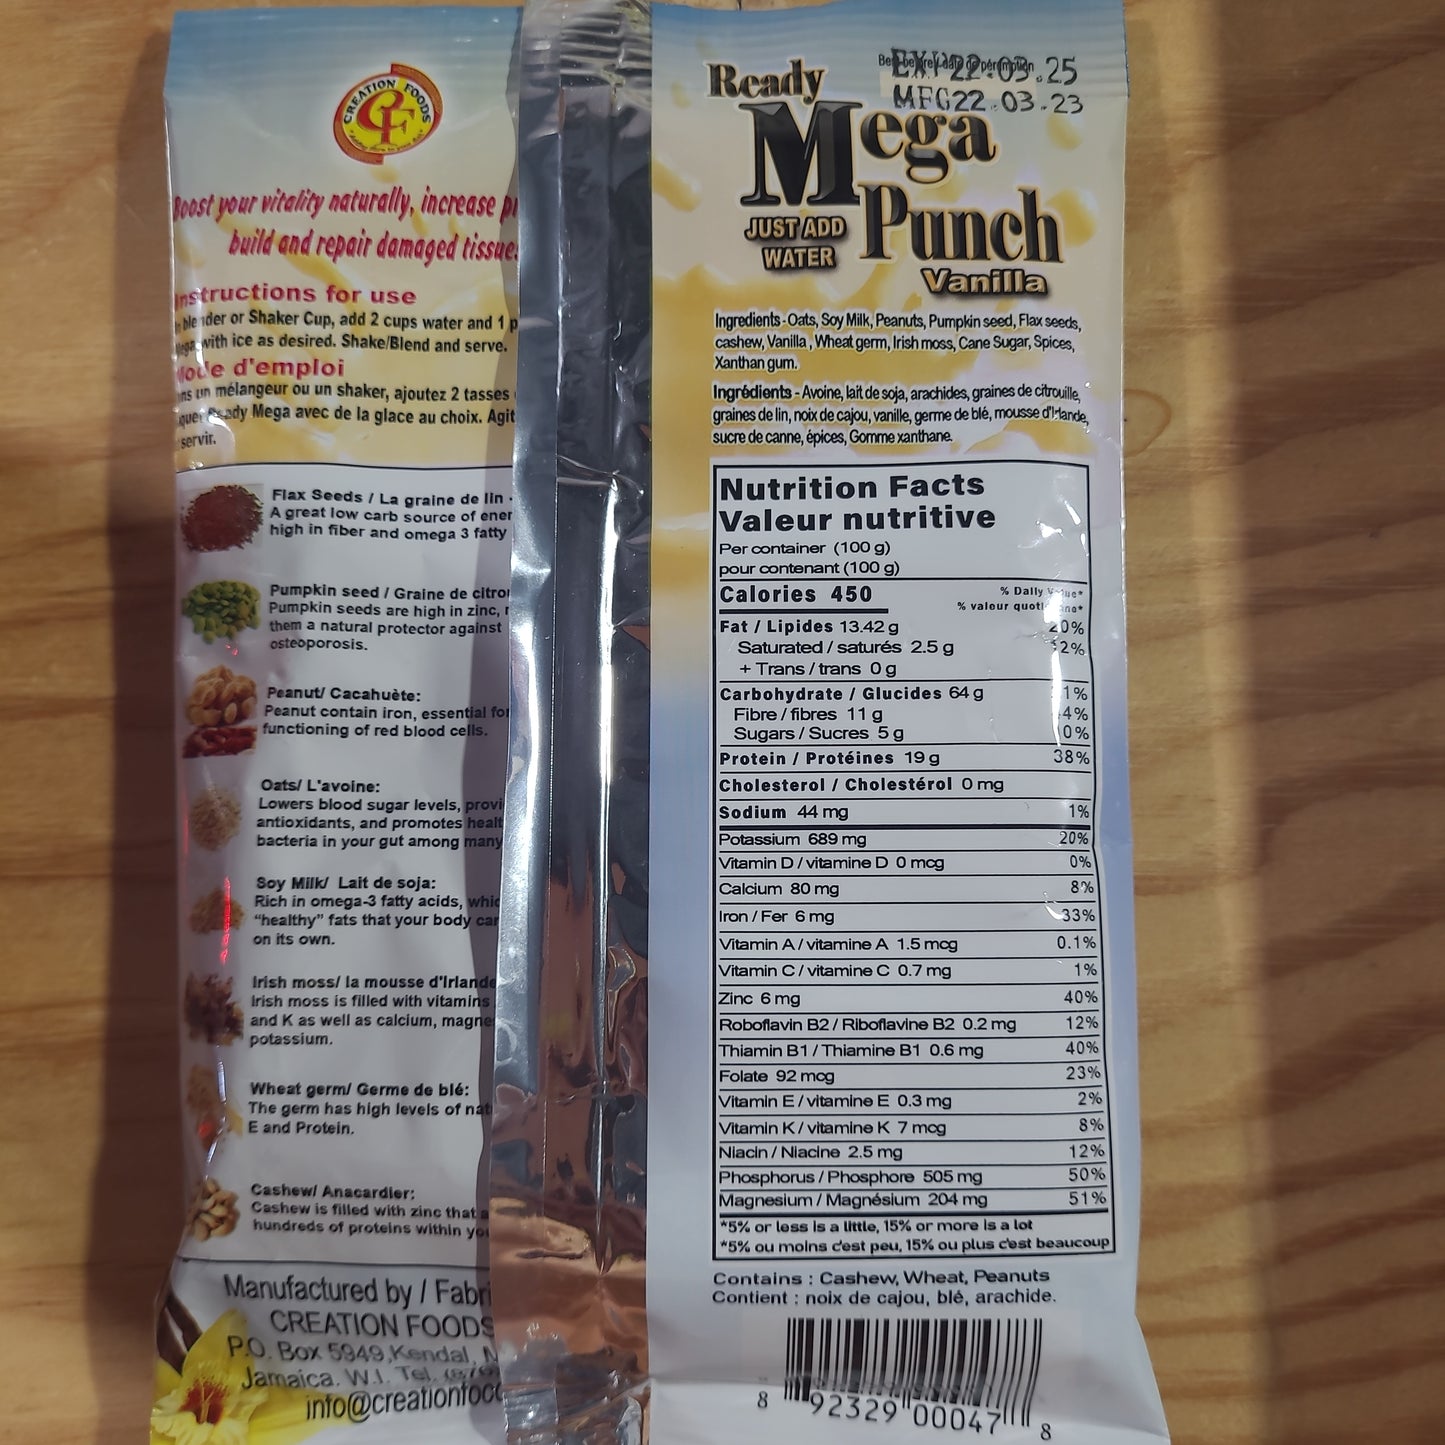 CREATION FOODS
CF
Boost your vitality naturally, increase
build and repair damaged tissue
Instructions for use
blender or Shaker Cup, add 2 cups water and 1
with ice as desired. Shake/Blend and serve.
Mode d'emploi
un mélangeur ou un shaker, ajoutez 2 tasses
Ready Mega avec de la glace au choix. Agit
servir.
Flax Seeds / La graine de lin -
A great low carb source of ener
high in fiber and omega 3 fatty
Pumpkin seed / Graine de citro
Pumpkin seeds are high in zinc,
them a natural protector against
osteoporosis.
Peanut/ Cacahuète:
Peanut contain iron, essential for
functioning of red blood cells.
Oats/ L'avoine:
Lowers blood sugar levels, provi
antioxidants, and promotes healt
bacteria in your gut among many
Soy Milk/ Lait de soja:
Rich in omega-3 fatty acids, whic
“healthy” fats that your body can
on its own.
Irish moss/ la mousse d'Irlande
Irish moss is filled with vitamins
and K as well as calcium, magne
potassium.
Wheat germ/ Germe de blé:
The germ has high levels of nat
E and Protein.
Cashew/ Anacardier:
Cashew is filled with zinc that a
hundreds of proteins within you
Manufactured by / Fabri
CREATION FOODS
P.O. Box 5949, Kendal,
Jamaica. W.I. Tel. (876)
info@creationfood
Best before/date de péremption
EXP22.03.25
MFG22.03.23
Ready
Mega
Punch
JUST ADD
WATER
Vanilla
Ingredients - Oats, Soy Milk, Peanuts, Pumpkin seed, Flax seeds,
cashew, Vanilla , Wheat germ, Irish moss, Cane Sugar, Spices,
Xanthan gum.
Ingrédients - Avoine, lait de soja, arachides, graines de citrouille,
graines de lin, noix de cajou, vanille, germe de blé, mousse d'Irlande,
sucre de canne, épices, Gomme xanthane.
Nutrition Facts
Valeur nutritive
Per container (100 g)
pour contenant (100 g)
Calories 450
% Daily Value*
% valeur quotidienne*
Fat / Lipides 13.42 g 20%
Saturated / saturés 2.5 g 12%
+ Trans / trans 0 g
Carbohydrate / Glucides 64 g 1%
Fibre / fibres 11 g 4%
Sugars / Sucres 5 g 0%
Protein / Protéines 19 g 38%
Cholesterol / Cholestérol 0 mg
Sodium 44 mg 1%
Potassium 689 mg 20%
Vitamin D / vitamine D 0 mcg 0%
Calcium 80 mg 8%
Iron / Fer 6 mg 33%
Vitamin A / vitamine A 1.5 mcg 0.1%
Vitamin C / vitamine C 0.7 mg 1%
Zinc 6 mg 40%
Roboflavin B2 / Riboflavine B2 0.2 mg 12%
Thiamin B1 / Thiamine B1 0.6 mg 40%
Folate 92 mcg 23%
Vitamin E / vitamine E 0.3 mg 2%
Vitamin K / vitamine K 7 mcg 8%
Niacin / Niacine 2.5 mg 12%
Phosphorus / Phosphore 505 mg 50%
Magnesium / Magnésium 204 mg 51%
*5% or less is a little, 15% or more is a lot
*5% ou moins c'est peu, 15% ou plus c'est beaucoup
Contains : Cashew, Wheat, Peanuts
Contient : noix de cajou, blé, arachide.
8 92329 00047 8